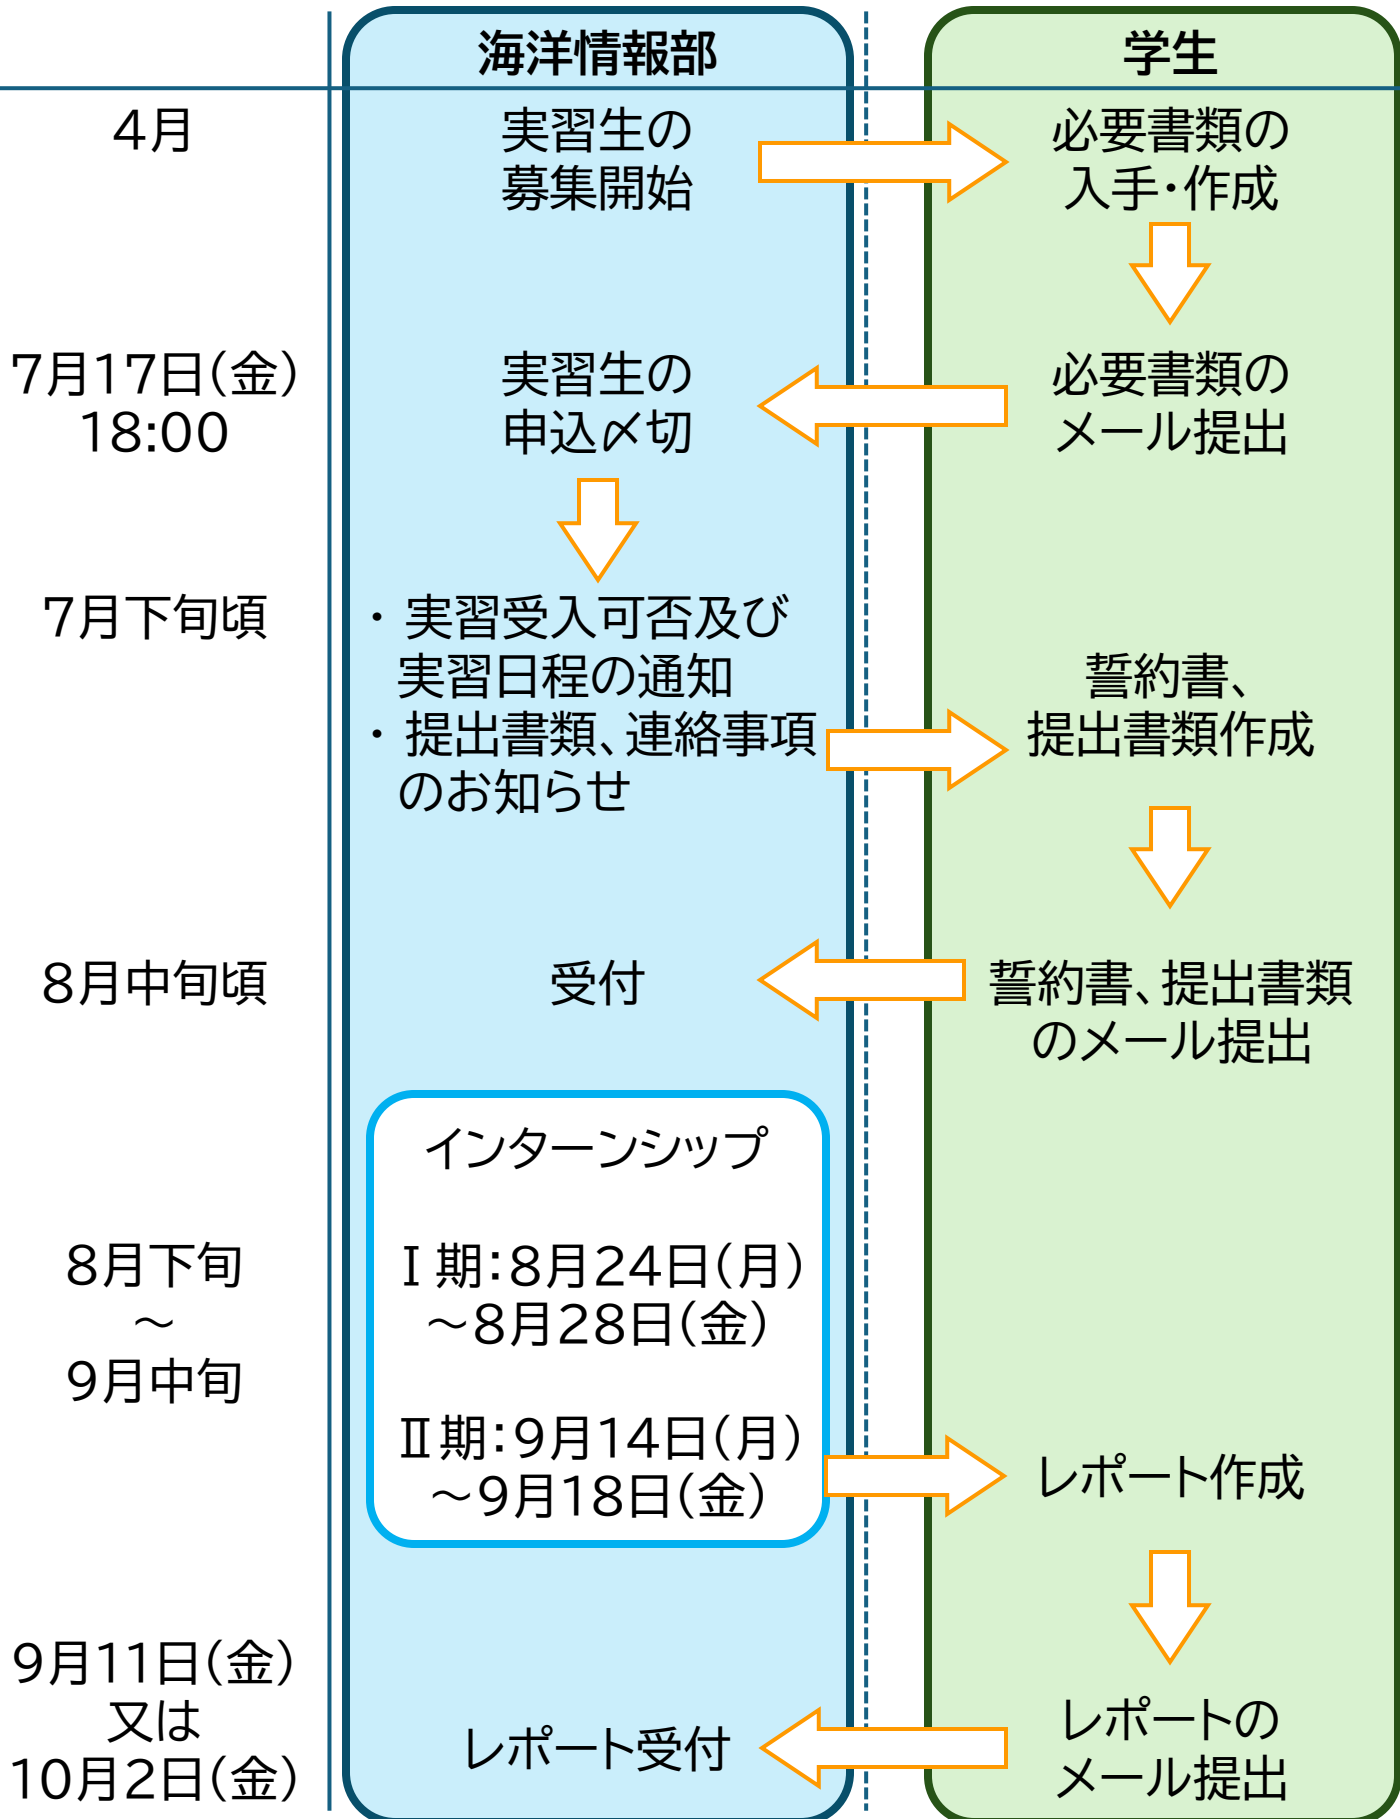 海洋情報部
学生
4月
実習生の
募集開始
必要書類の
入手・作成
7月17日(金)
18:00
実習生の
申込〆切
必要書類の
メール提出
7月下旬頃
・ 実習受入可否及び
実習日程の通知
・ 提出書類、連絡事項
のお知らせ
誓約書、
提出書類作成
8月中旬頃
受付
誓約書、提出書類
のメール提出
8月下旬
～
9月中旬
インターンシップ
Ⅰ期：8月24日(月)
～8月28日(金)
Ⅱ期：9月14日(月)
～9月18日(金)
レポート作成
9月11日(金)
又は
10月2日(金)
レポート受付
レポートの
メール提出